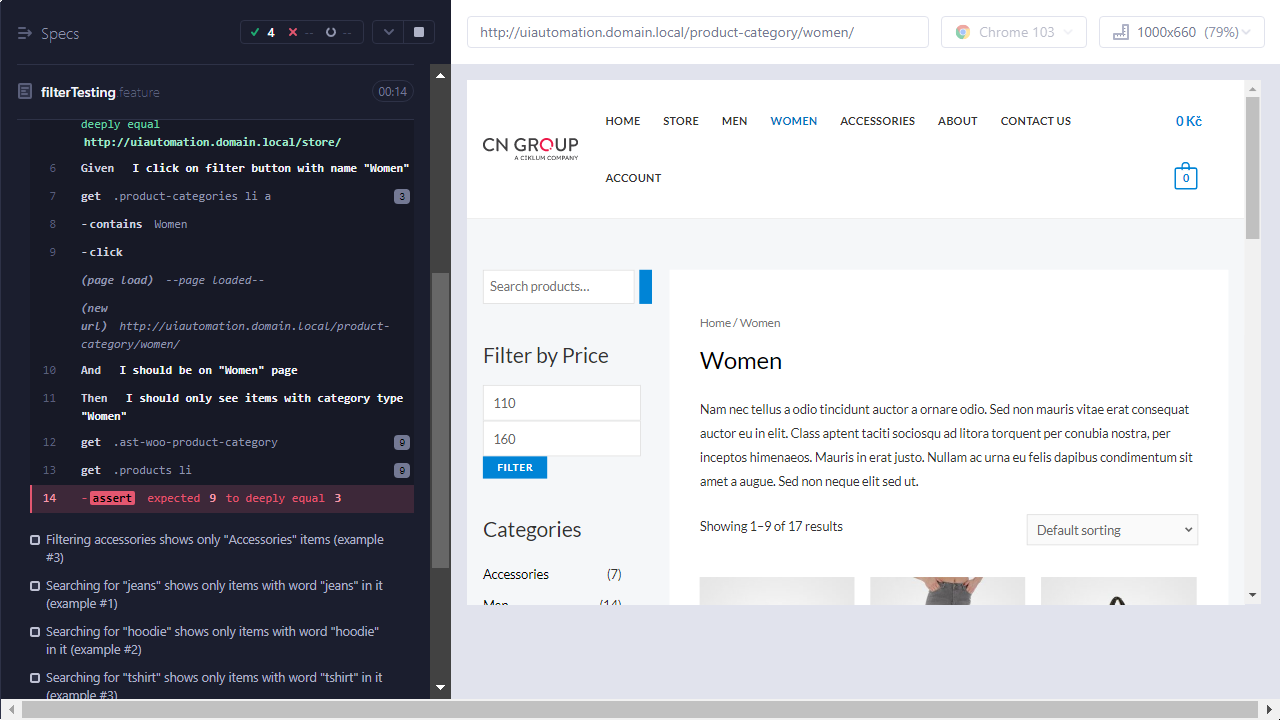 Specs
4 -- --
filterTesting.feature 00:14
deeply equal
http://uiautomation.domain.local/store/
6 Given I click on filter button with name "Women"
7 get .product-categories li a 3
8 -contains Women
9 -click
(page load) --page loaded--
(new
url) http://uiautomation.domain.local/product-
category/women/
10 And I should be on "Women" page
11 Then I should only see items with category type
"Women"
12 get .ast-woo-product-category 9
13 get .products li 9
14 -assert expected 9 to deeply equal 3
Filtering accessories shows only "Accessories" items (example
#3)
Searching for "jeans" shows only items with word "jeans" in it
(example #1)
Searching for "hoodie" shows only items with word "hoodie"
in it (example #2)
Searching for "tshirt" shows only items with word "tshirt" in it
(example #3)
http://uiautomation.domain.local/product-category/women/
Chrome 103
1000x660 (79%)
CN GROUP
A CIKLUM COMPANY
HOME STORE MEN WOMEN ACCESSORIES ABOUT CONTACT US
ACCOUNT
0 Kč
0
Search products...
Filter by Price
110
160
FILTER
Categories
Accessories (7)
Men (14)
Home / Women
Women
Nam nec tellus a odio tincidunt auctor a ornare odio. Sed non mauris vitae erat consequat
auctor eu in elit. Class aptent taciti sociosqu ad litora torquent per conubia nostra, per
inceptos himenaeos. Mauris in erat justo. Nullam ac urna eu felis dapibus condimentum sit
amet a augue. Sed non neque elit sed ut.
Showing 1–9 of 17 results
Default sorting